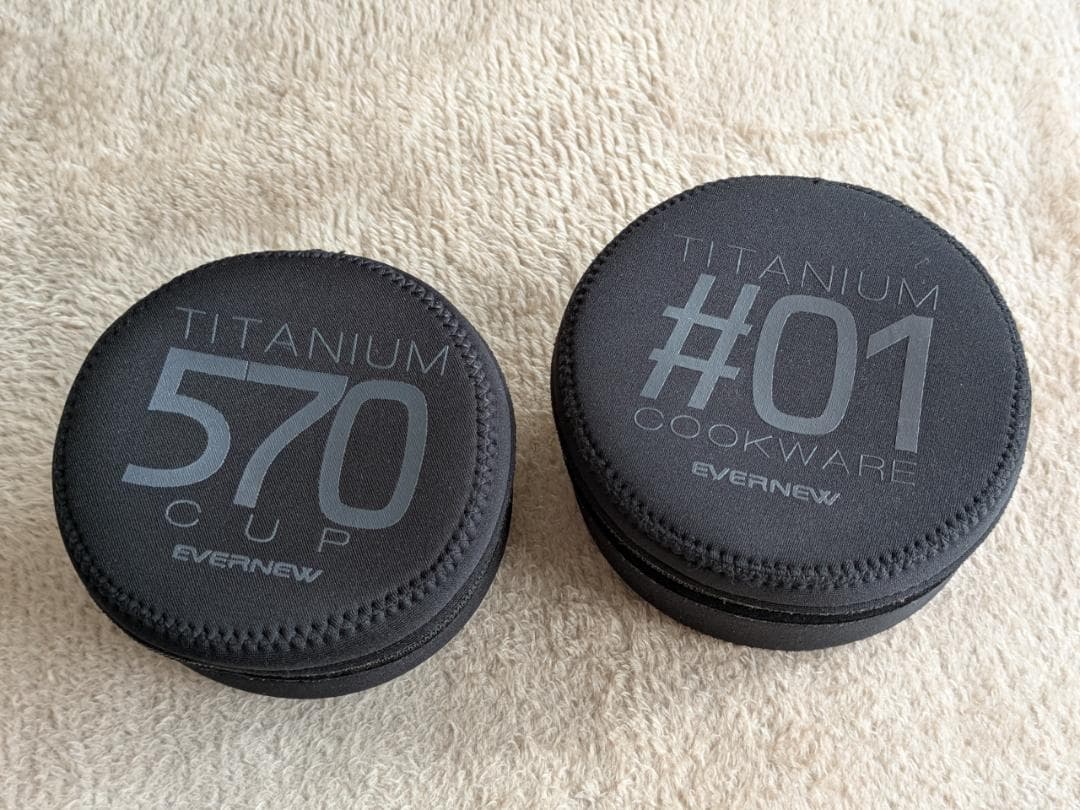 TITANIUM
570
CUP
EVERNEW
TITANIUM
#01
COOKWARE
EVERNEW